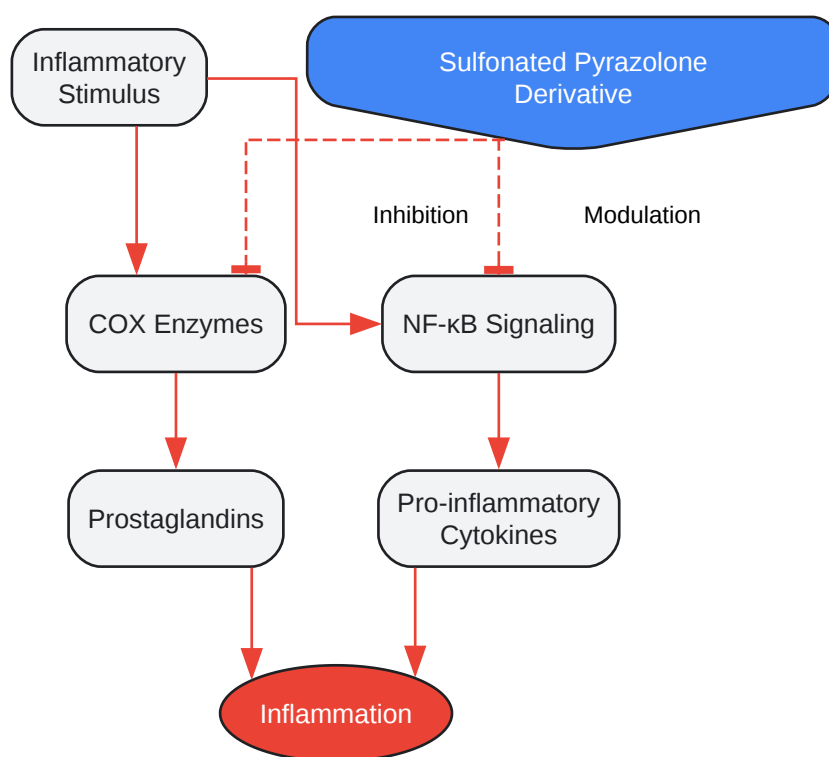 Inflammatory
Stimulus
Sulfonated Pyrazolone
Derivative
Inhibition
Modulation
COX Enzymes
NF-κB Signaling
Prostaglandins
Pro-inflammatory
Cytokines
Inflammation